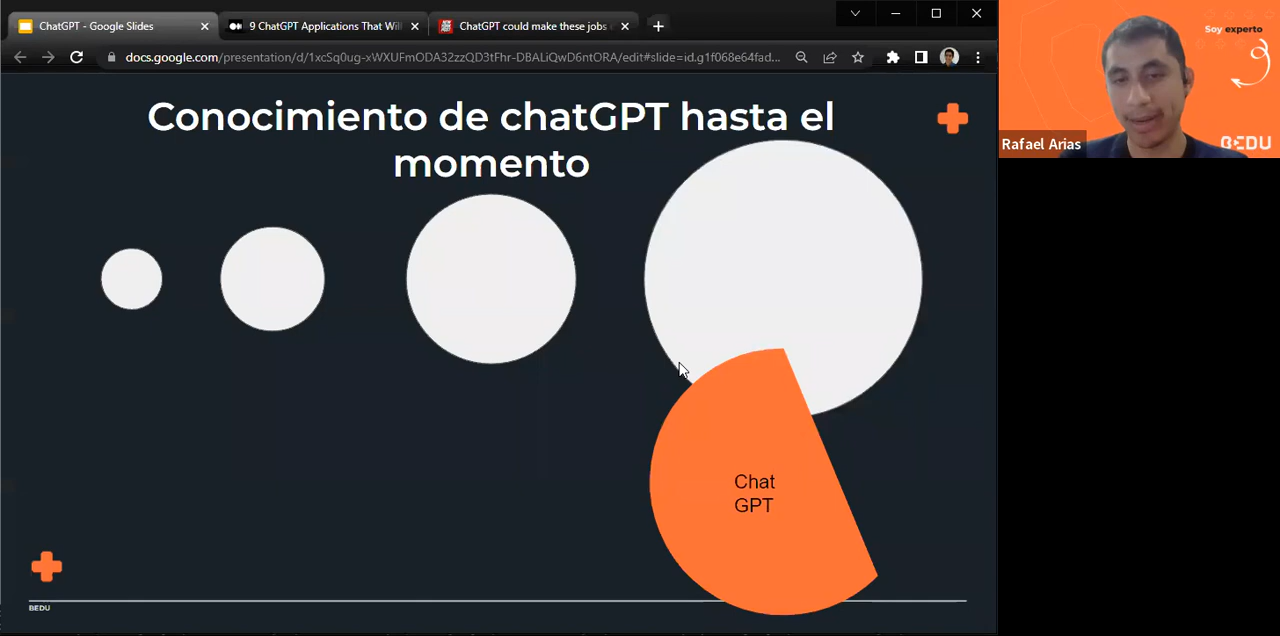 ChatGPT - Google Slides
9 ChatGPT Applications That Will
ChatGPT could make these jobs
docs.google.com/presentation/d/1xcSq0ug-xWXUFmODA32zzQD3tFhr-DBALiQwD6ntORA/edit#slide=id.g1f068e64fad...
Conocimiento de chatGPT hasta el
momento
Chat
GPT
BEDU
Soy experto
Rafael Arias
BEDU